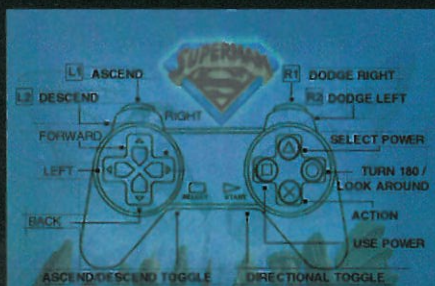 L1 ASCEND
SUPERMAN
R1 DODGE RIGHT
L2 DESCEND
R2 DODGE LEFT
RIGHT
FORWARD
SELECT POWER
LEFT
TURN 180 /
LOOK AROUND
SELECT
START
BACK
ACTION
USE POWER
ASCEND/DESCEND TOGGLE
DIRECTIONAL TOGGLE